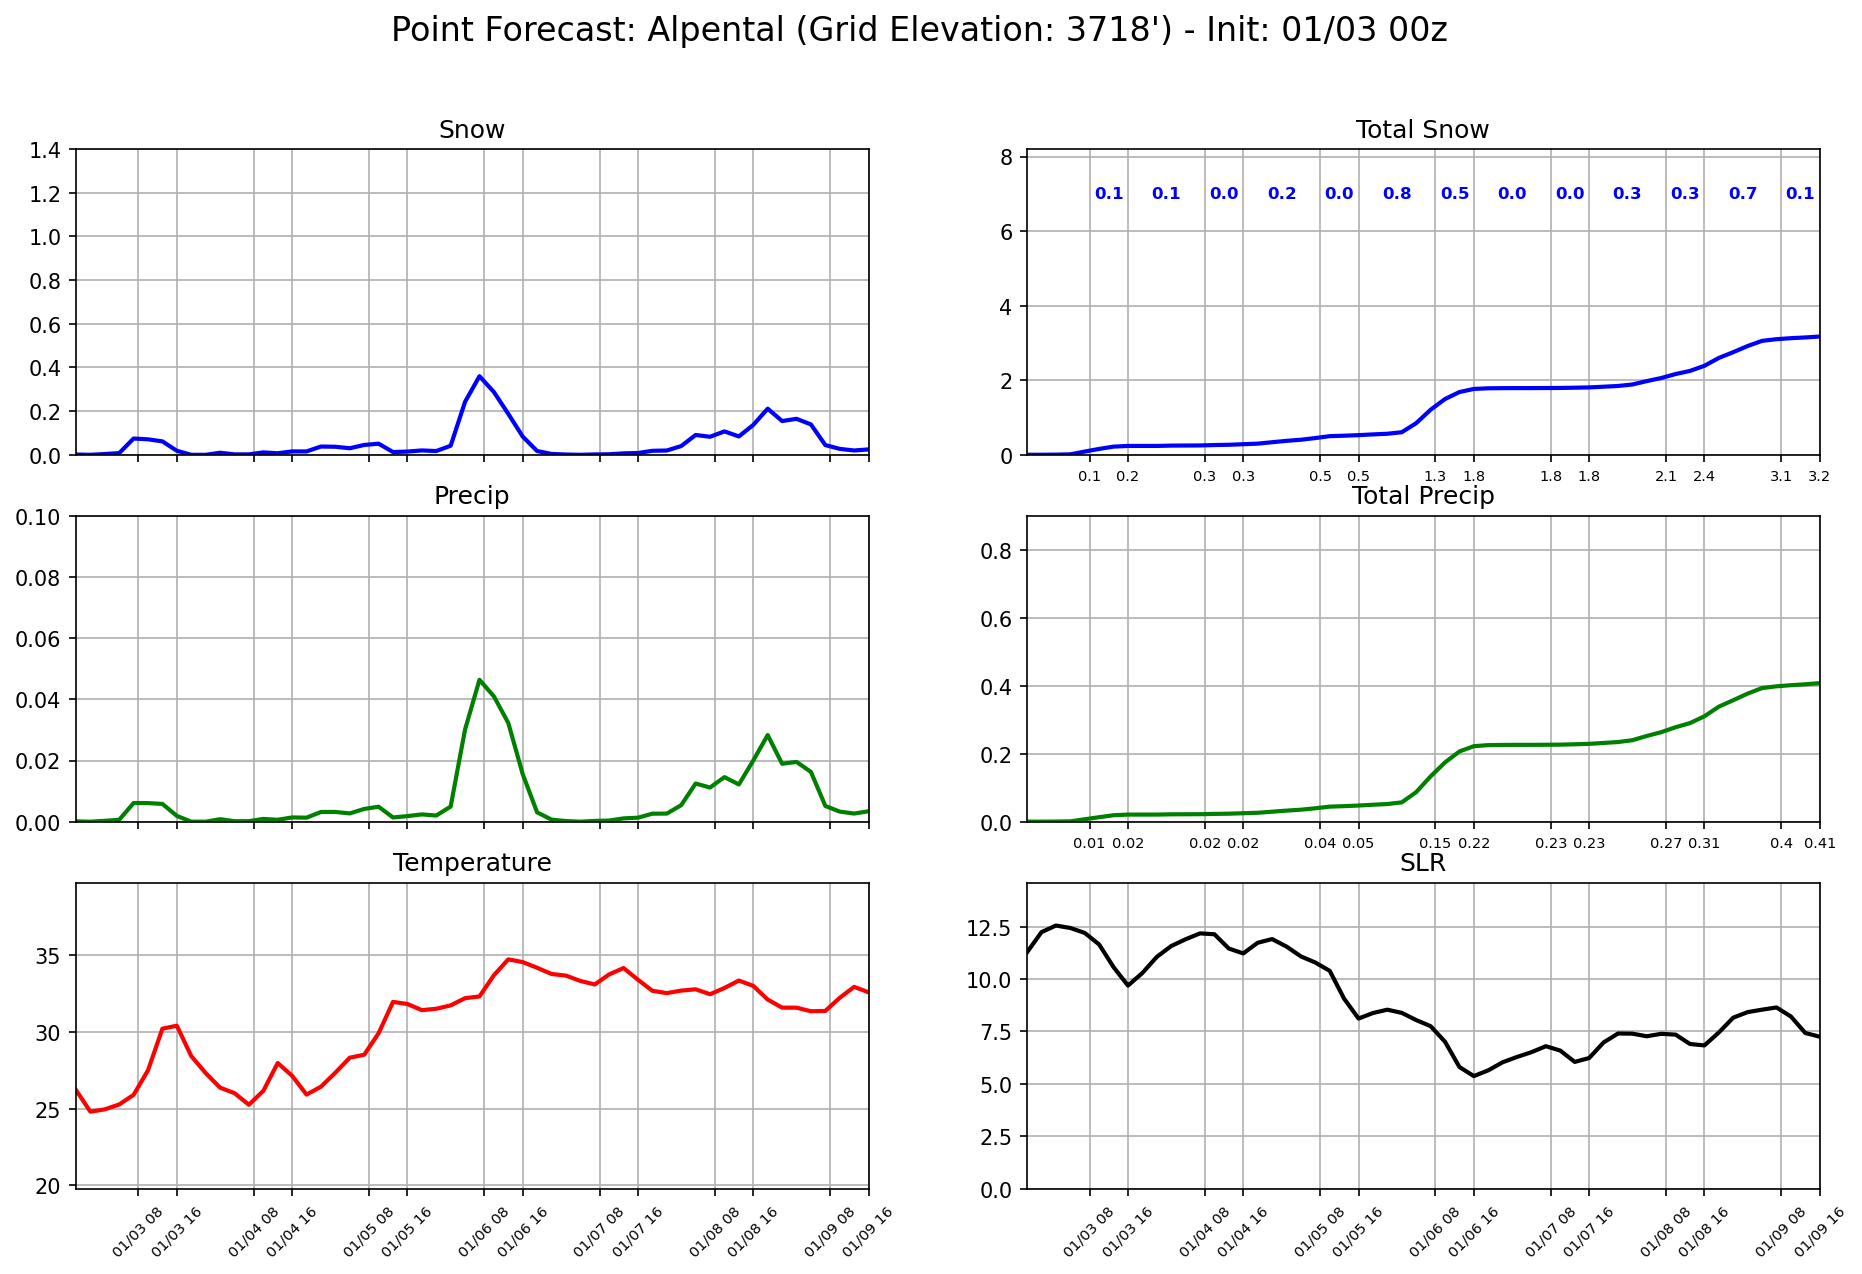 Point Forecast: Alpental (Grid Elevation: 3718') - Init: 01/03 00z
Snow
1.4
1.2
1.0
0.8
0.6
0.4
0.2
0.0
Total Snow
8
6
4
2
0
0.1 0.1 0.0 0.2 0.0 0.8 0.5 0.0 0.0 0.3 0.3 0.7 0.1
0.1 0.2 0.3 0.3 0.5 0.5 1.3 1.8 1.8 1.8 2.1 2.4 3.1 3.2
Precip
0.10
0.08
0.06
0.04
0.02
0.00
Total Precip
0.8
0.6
0.4
0.2
0.0
0.01 0.02 0.02 0.02 0.04 0.05 0.15 0.22 0.23 0.23 0.27 0.31 0.4 0.41
Temperature
35
30
25
20
01/03 08 01/03 16 01/04 08 01/04 16 01/05 08 01/05 16 01/06 08 01/06 16 01/07 08 01/07 16 01/08 08 01/08 16 01/09 08 01/09 16
SLR
12.5
10.0
7.5
5.0
2.5
0.0
01/03 08 01/03 16 01/04 08 01/04 16 01/05 08 01/05 16 01/06 08 01/06 16 01/07 08 01/07 16 01/08 08 01/08 16 01/09 08 01/09 16